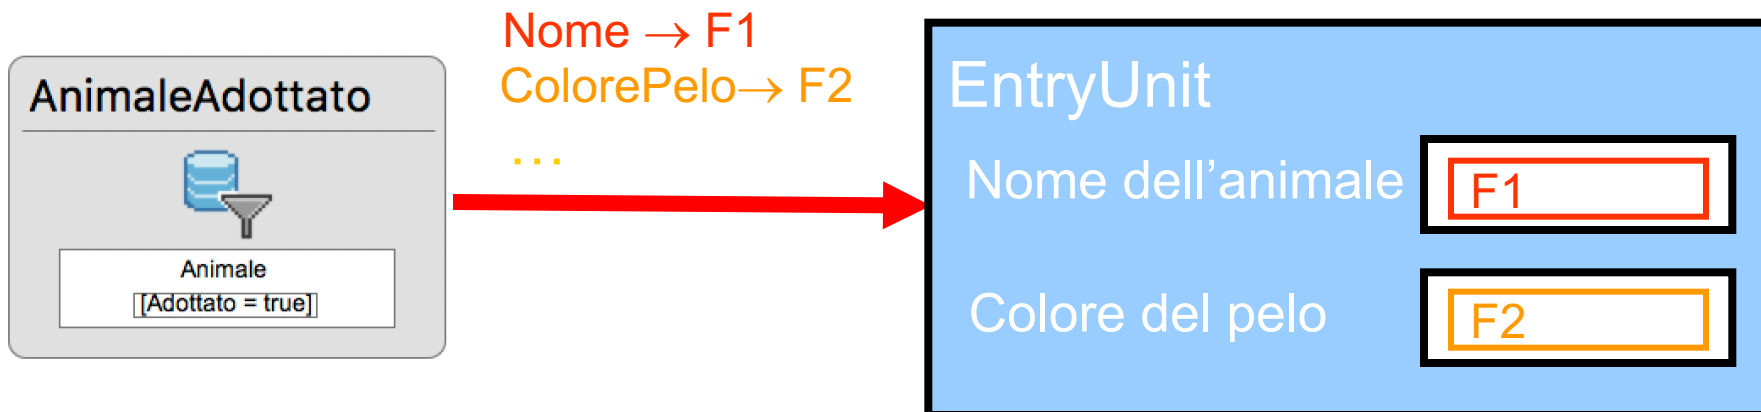 AnimaleAdottato
Animale
[Adottato = true]
Nome → F1
ColorePelo→ F2
...
EntryUnit
Nome dell’animale F1
Colore del pelo F2